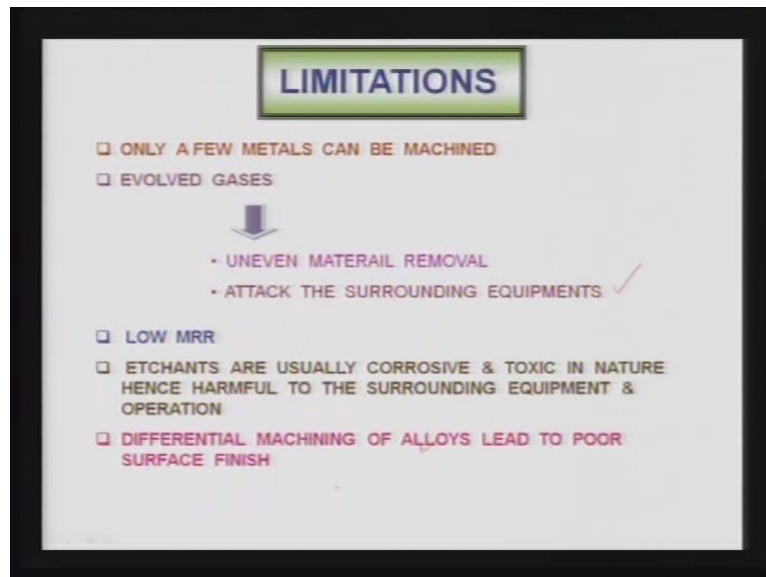 LIMITATIONS
ONLY A FEW METALS CAN BE MACHINED
EVOLVED GASES
• UNEVEN MATERAIL REMOVAL
• ATTACK THE SURROUNDING EQUIPMENTS
LOW MRR
ETCHANTS ARE USUALLY CORROSIVE & TOXIC IN NATURE
HENCE HARMFUL TO THE SURROUNDING EQUIPMENT &
OPERATION
DIFFERENTIAL MACHINING OF ALLOYS LEAD TO POOR
SURFACE FINISH